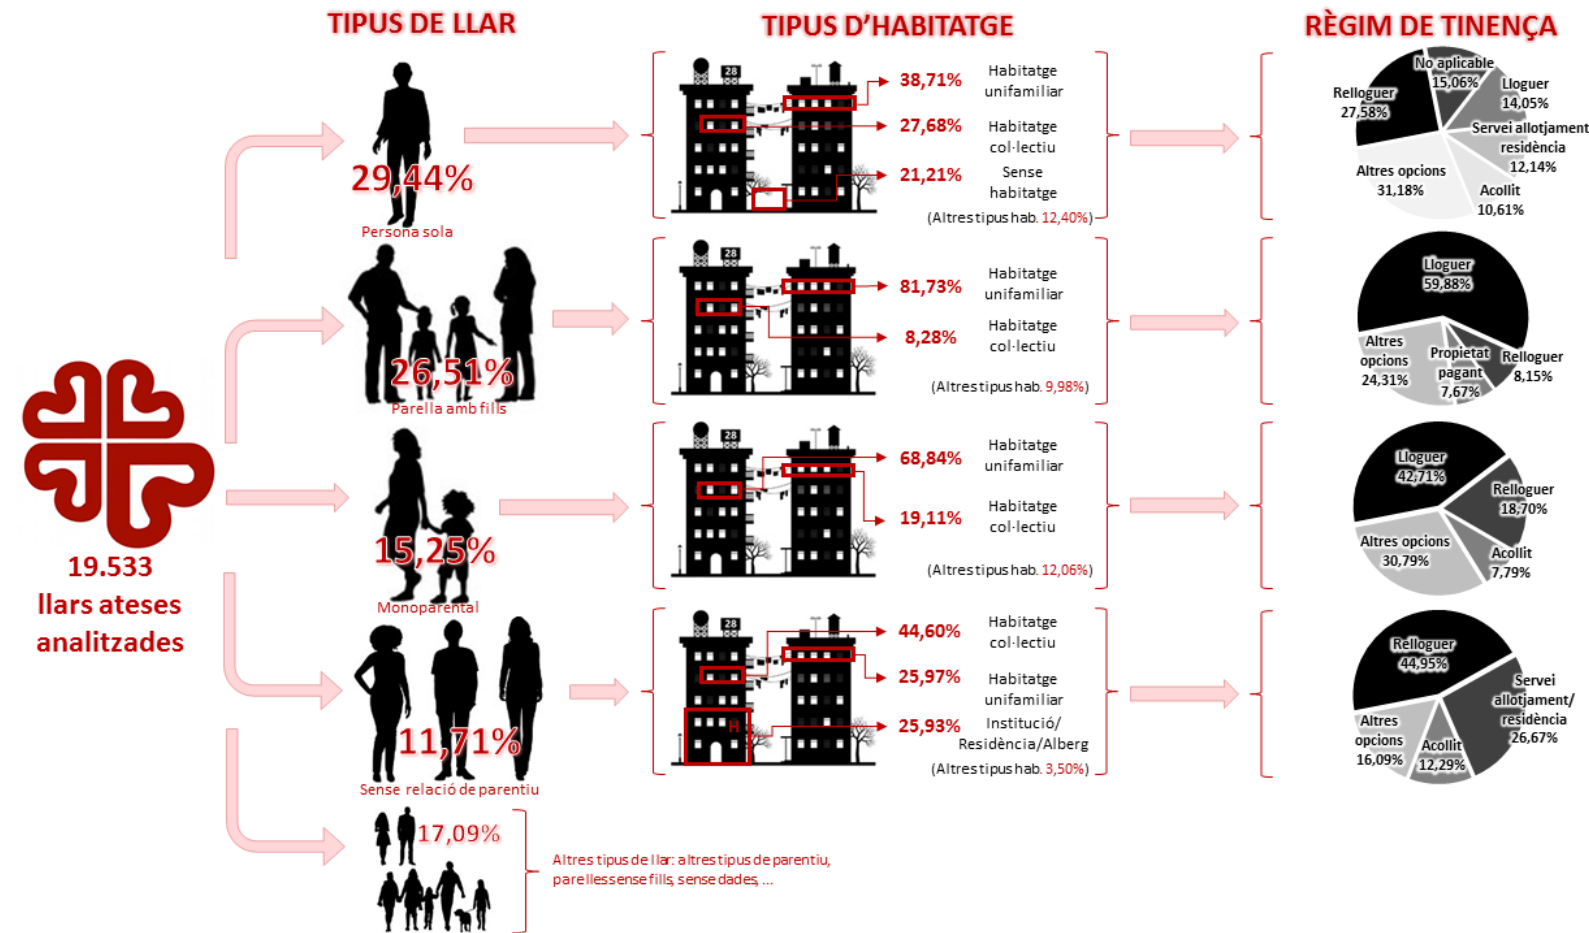 TIPUS DE LLAR
TIPUS D'HABITATGE
RÈGIM DE TINENÇA
19.533
llars ateses
analitzades
29,44%
Persona sola
28
38,71%
Habitatge
unifamiliar
27,68%
Habitatge
col·lectiu
21,21%
Sense
habitatge
(Altres tipus hab. 12,40%)
No aplicable
15,06%
Lloguer
14,05%
Relloguer
27,58%
Servei allotjament
residència
12,14%
Altres opcions
31,18%
Acollit
10,61%
26,51%
Parella amb fills
28
81,73%
Habitatge
unifamiliar
8,28%
Habitatge
col·lectiu
(Altres tipus hab. 9,98%)
Lloguer
59,88%
Altres
opcions
24,31%
Propietat
pagant
7,67%
Relloguer
8,15%
15,25%
Monoparental
28
68,84%
Habitatge
unifamiliar
19,11%
Habitatge
col·lectiu
(Altres tipus hab. 12,06%)
Lloguer
42,71%
Relloguer
18,70%
Altres opcions
30,79%
Acollit
7,79%
11,71%
Sense relació de parentiu
28
H
44,60%
Habitatge
col·lectiu
25,97%
Habitatge
unifamiliar
25,93%
Institució/
Residència/Alberg
(Altres tipus hab. 3,50%)
Relloguer
44,95%
Servei
allotjament/
residència
26,67%
Altres
opcions
16,09%
Acollit
12,29%
17,09%
Altres tipus de llar: altres tipus de parentiu,
parelles sense fills, sense dades, ...